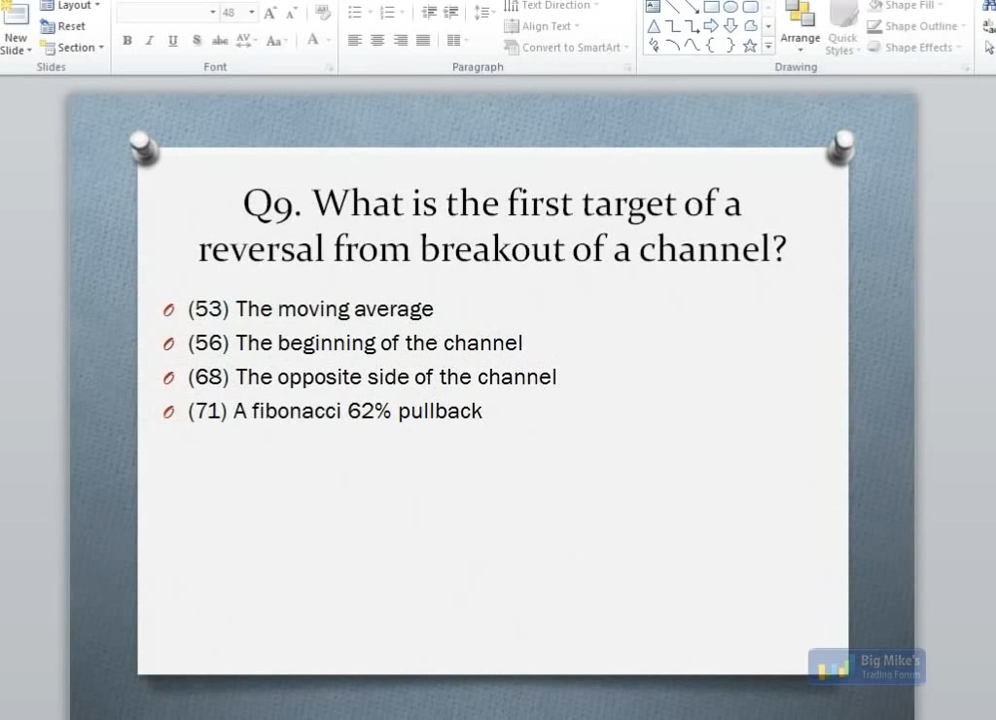 Layout
48
Text Direction
Shape Fill
Reset
Align Text
New
Slide
Section
B I U S abc AV Aa A
Convert to SmartArt
Arrange
Quick
Styles
Shape Outline
Shape Effects
Slides
Font
Paragraph
Drawing
Q9. What is the first target of a
reversal from breakout of a channel?
(53) The moving average
(56) The beginning of the channel
(68) The opposite side of the channel
(71) A fibonacci 62% pullback
Big Mike's
Trading Forum